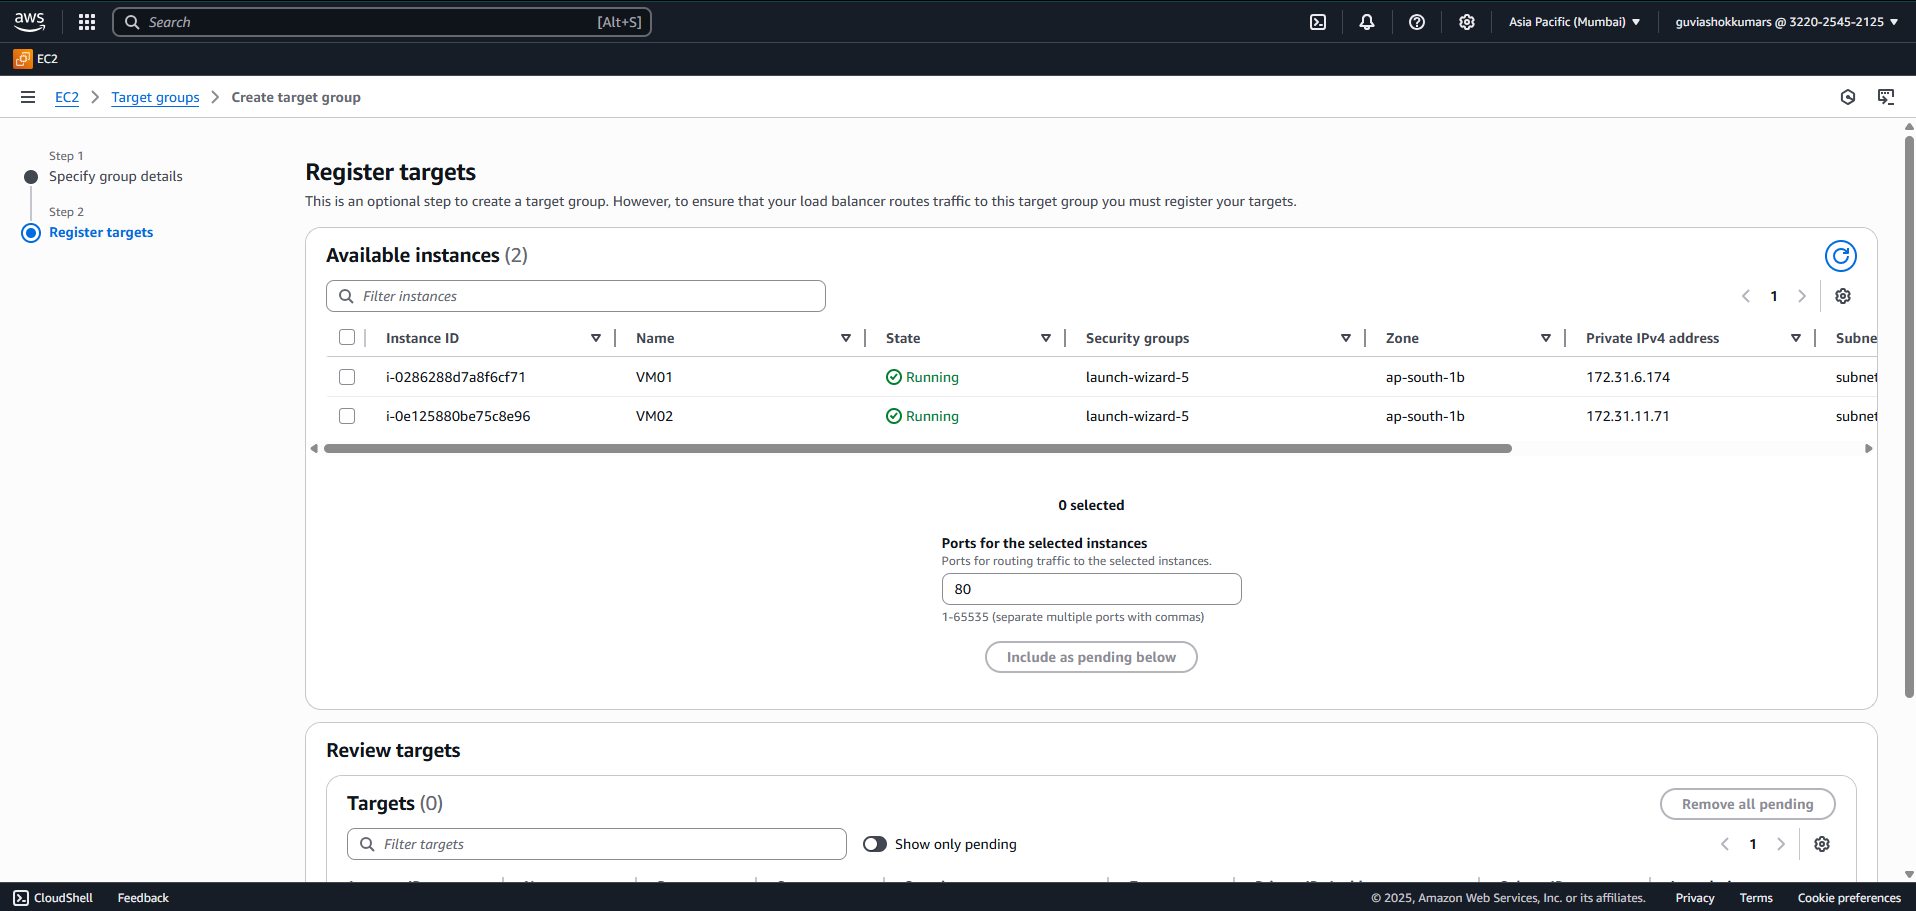 aws Search [Alt+S] Asia Pacific (Mumbai) guviashokkumars @ 3220-2545-2125
EC2
EC2 Target groups Create target group
Step 1
Specify group details
Step 2
Register targets
Register targets
This is an optional step to create a target group. However, to ensure that your load balancer routes traffic to this target group you must register your targets.
Available instances (2)
Filter instances 1
Instance ID Name State Security groups Zone Private IPv4 address Subne
i-0286288d7a8f6cf71 VM01 Running launch-wizard-5 ap-south-1b 172.31.6.174 subnet
i-0e125880be75c8e96 VM02 Running launch-wizard-5 ap-south-1b 172.31.11.71 subnet
0 selected
Ports for the selected instances
Ports for routing traffic to the selected instances.
80
1-65535 (separate multiple ports with commas)
Include as pending below
Review targets
Targets (0) Remove all pending
Filter targets Show only pending 1
CloudShell Feedback © 2025, Amazon Web Services, Inc. or its affiliates. Privacy Terms Cookie preferences